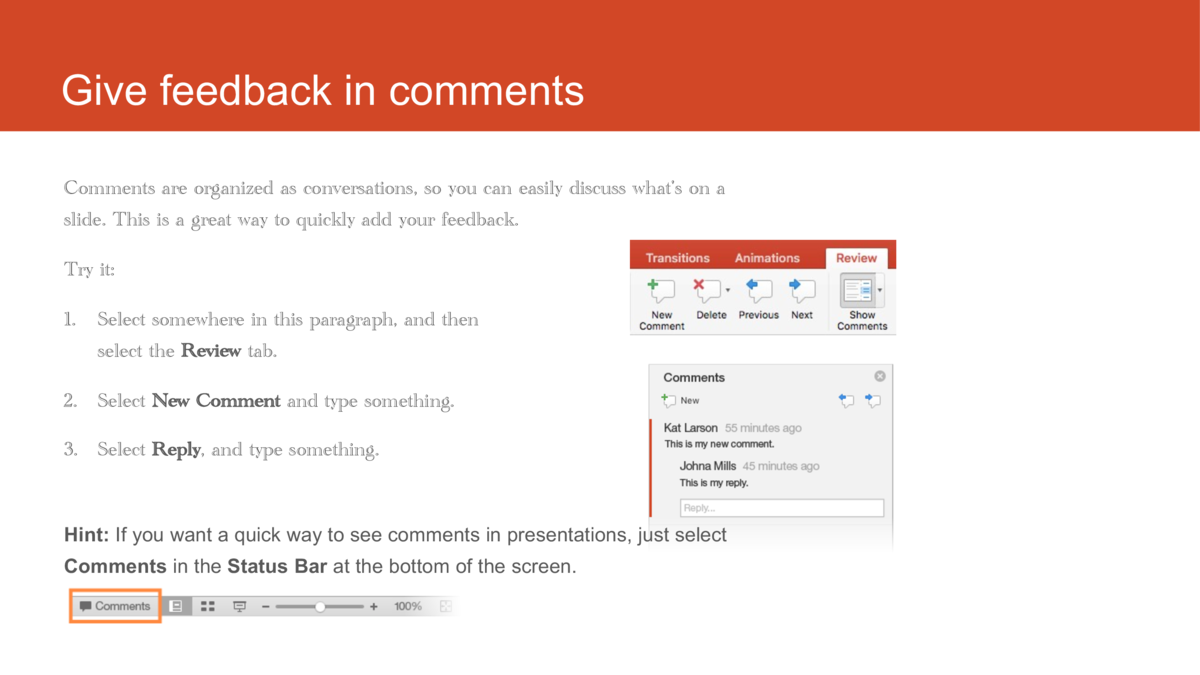 Give feedback in comments
Comments are organized as conversations, so you can easily discuss what's on a
slide. This is a great way to quickly add your feedback.
Try it:
1. Select somewhere in this paragraph, and then
select the Review tab.
2. Select New Comment and type something.
3. Select Reply, and type something.
Transitions Animations Review
New Comment Delete Previous Next Show Comments
Comments
New
Kat Larson 55 minutes ago
This is my new comment.
Johna Mills 45 minutes ago
This is my reply.
Reply...
Hint: If you want a quick way to see comments in presentations, just select
Comments in the Status Bar at the bottom of the screen.
Comments 100%